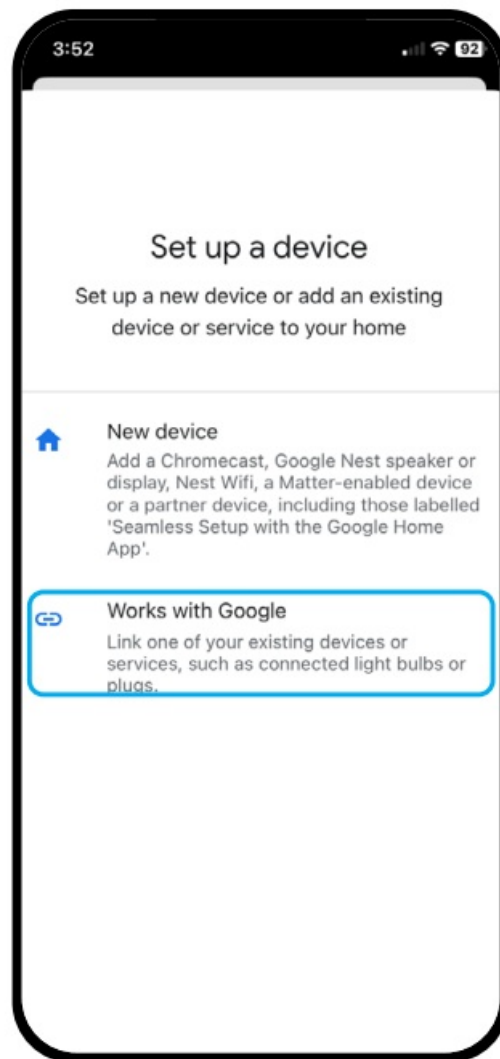 3:52
92
Set up a device
Set up a new device or add an existing
device or service to your home
New device
Add a Chromecast, Google Nest speaker or
display, Nest Wifi, a Matter-enabled device
or a partner device, including those labelled
'Seamless Setup with the Google Home
App'.
Works with Google
Link one of your existing devices or
services, such as connected light bulbs or
plugs.